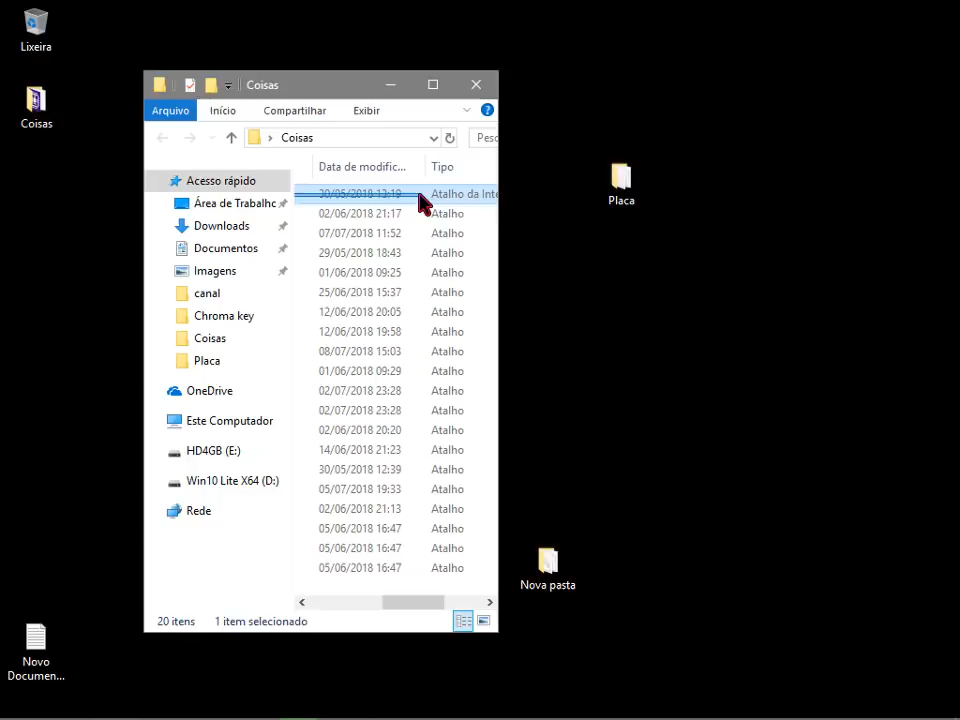 Lixeira
Coisas
Coisas
Arquivo Início Compartilhar Exibir
Coisas
Data de modific... Tipo
Acesso rápido
Área de Trabalhc
Downloads
Documentos
Imagens
canal
Chroma key
Coisas
Placa
OneDrive
Este Computador
HD4GB (E:)
Win10 Lite X64 (D:)
Rede
30/05/2018 13:19 Atalho da Inte
02/06/2018 21:17 Atalho
07/07/2018 11:52 Atalho
29/05/2018 18:43 Atalho
01/06/2018 09:25 Atalho
25/06/2018 15:37 Atalho
12/06/2018 20:05 Atalho
12/06/2018 19:58 Atalho
08/07/2018 15:03 Atalho
01/06/2018 09:29 Atalho
02/07/2018 23:28 Atalho
02/07/2018 23:28 Atalho
02/06/2018 20:20 Atalho
14/06/2018 21:23 Atalho
30/05/2018 12:39 Atalho
05/07/2018 19:33 Atalho
02/06/2018 21:13 Atalho
05/06/2018 16:47 Atalho
05/06/2018 16:47 Atalho
05/06/2018 16:47 Atalho
20 itens 1 item selecionado
Placa
Nova pasta
Novo
Documen...